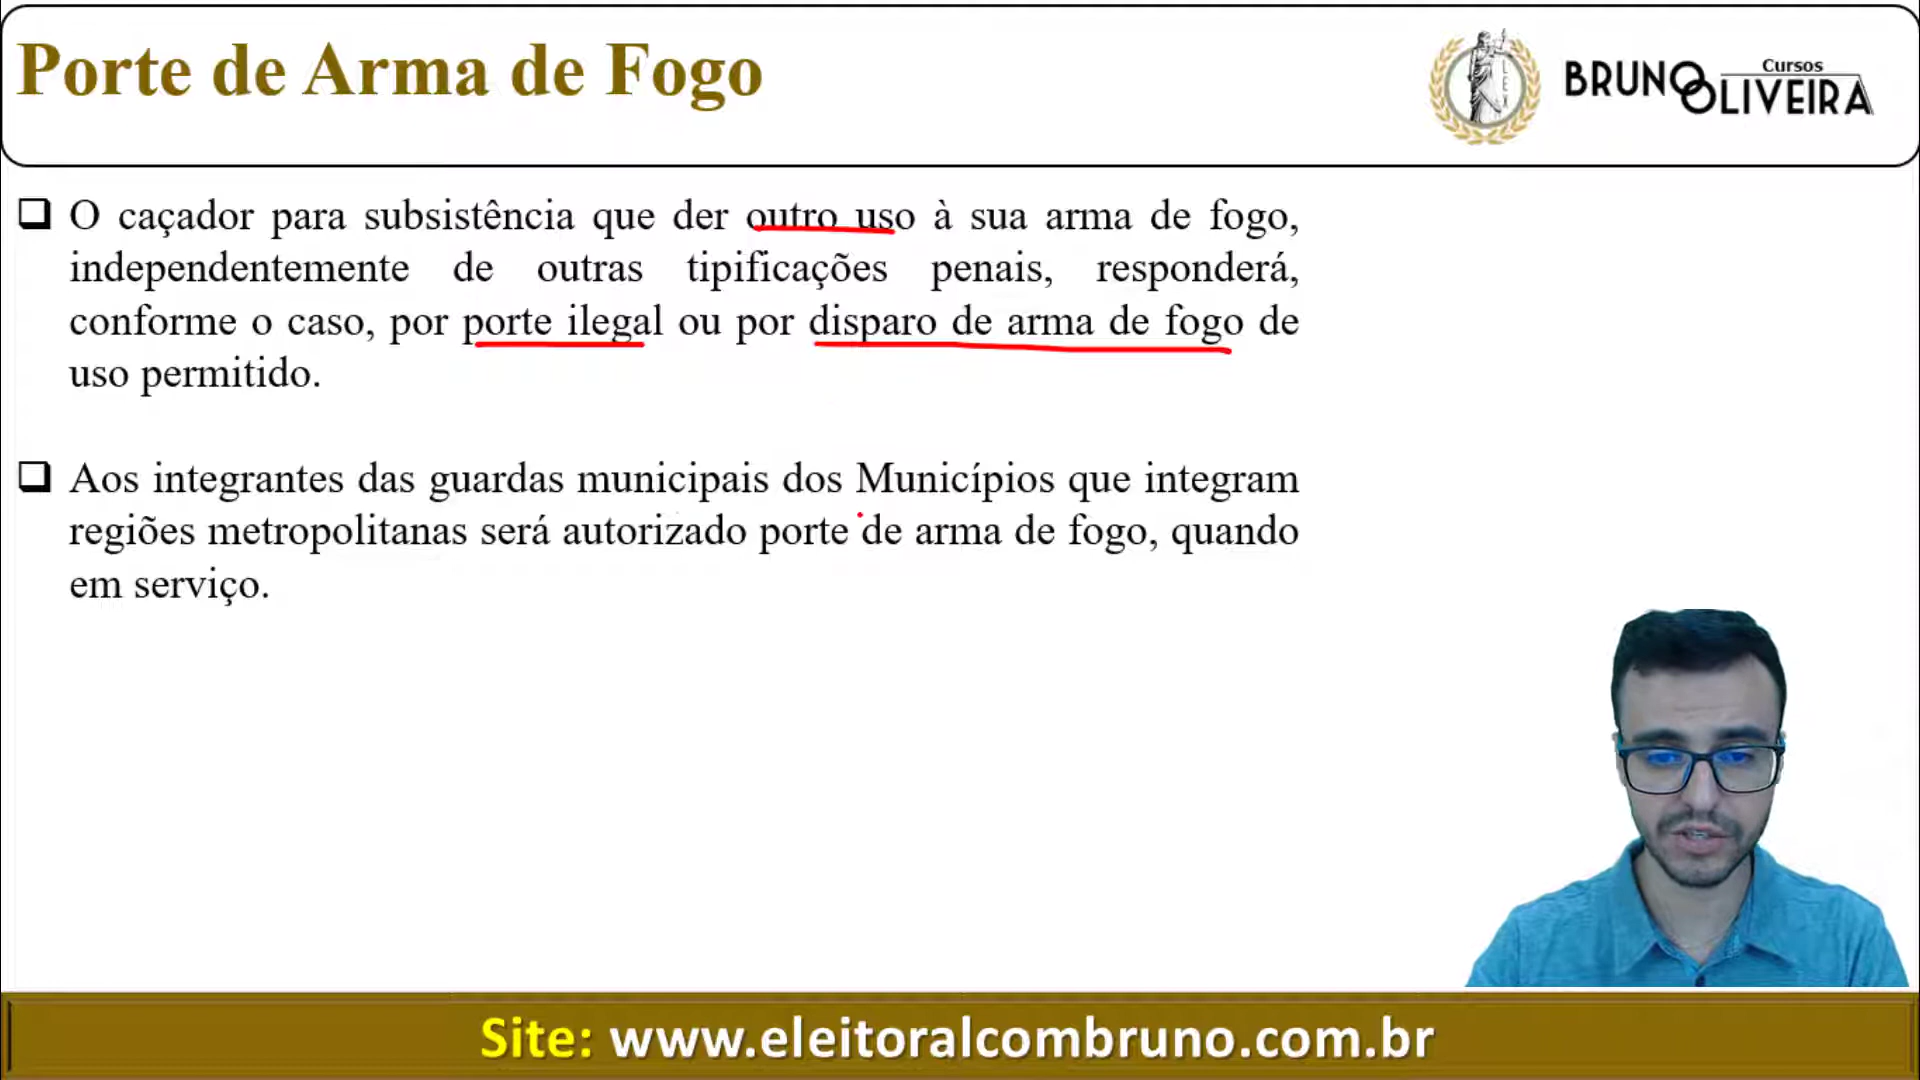 Porte de Arma de Fogo
LEX
Cursos
BRUNO
OLIVEIRA
O caçador para subsistência que der outro uso à sua arma de fogo,
independentemente de outras tipificações penais, responderá,
conforme o caso, por porte ilegal ou por disparo de arma de fogo de
uso permitido.
Aos integrantes das guardas municipais dos Municípios que integram
regiões metropolitanas será autorizado porte de arma de fogo, quando
em serviço.
Site: www.eleitoralcombruno.com.br